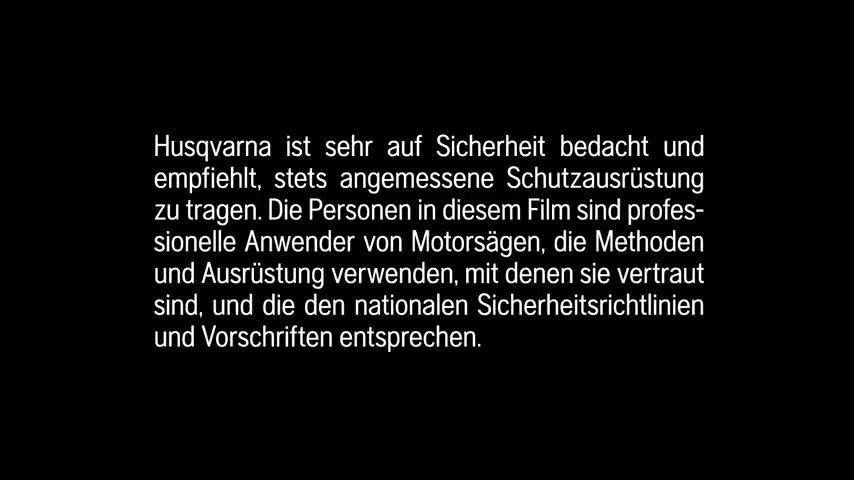 Husqvarna ist sehr auf Sicherheit bedacht und
empfiehlt, stets angemessene Schutzausrüstung
zu tragen. Die Personen in diesem Film sind profes-
sionelle Anwender von Motorsägen, die Methoden
und Ausrüstung verwenden, mit denen sie vertraut
sind, und die den nationalen Sicherheitsrichtlinien
und Vorschriften entsprechen.